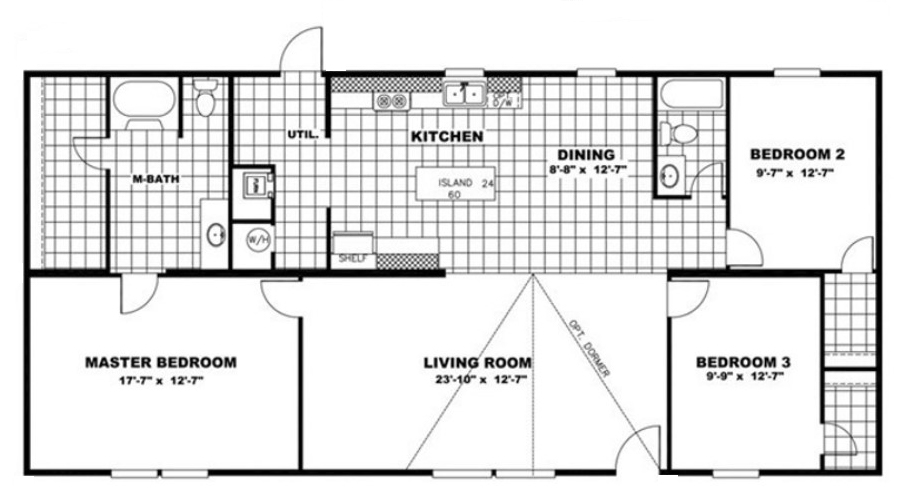 OPT.
D/W
UTIL.
KITCHEN
DINING
8'-8" x 12'-7"
BEDROOM 2
9'-7" x 12'-7"
M-BATH
FURN
ISLAND 24
60
W/H
SHELF
OPT. DORMER
MASTER BEDROOM
17'-7" x 12'-7"
LIVING ROOM
23'-10" x 12'-7"
BEDROOM 3
9'-9" x 12'-7"